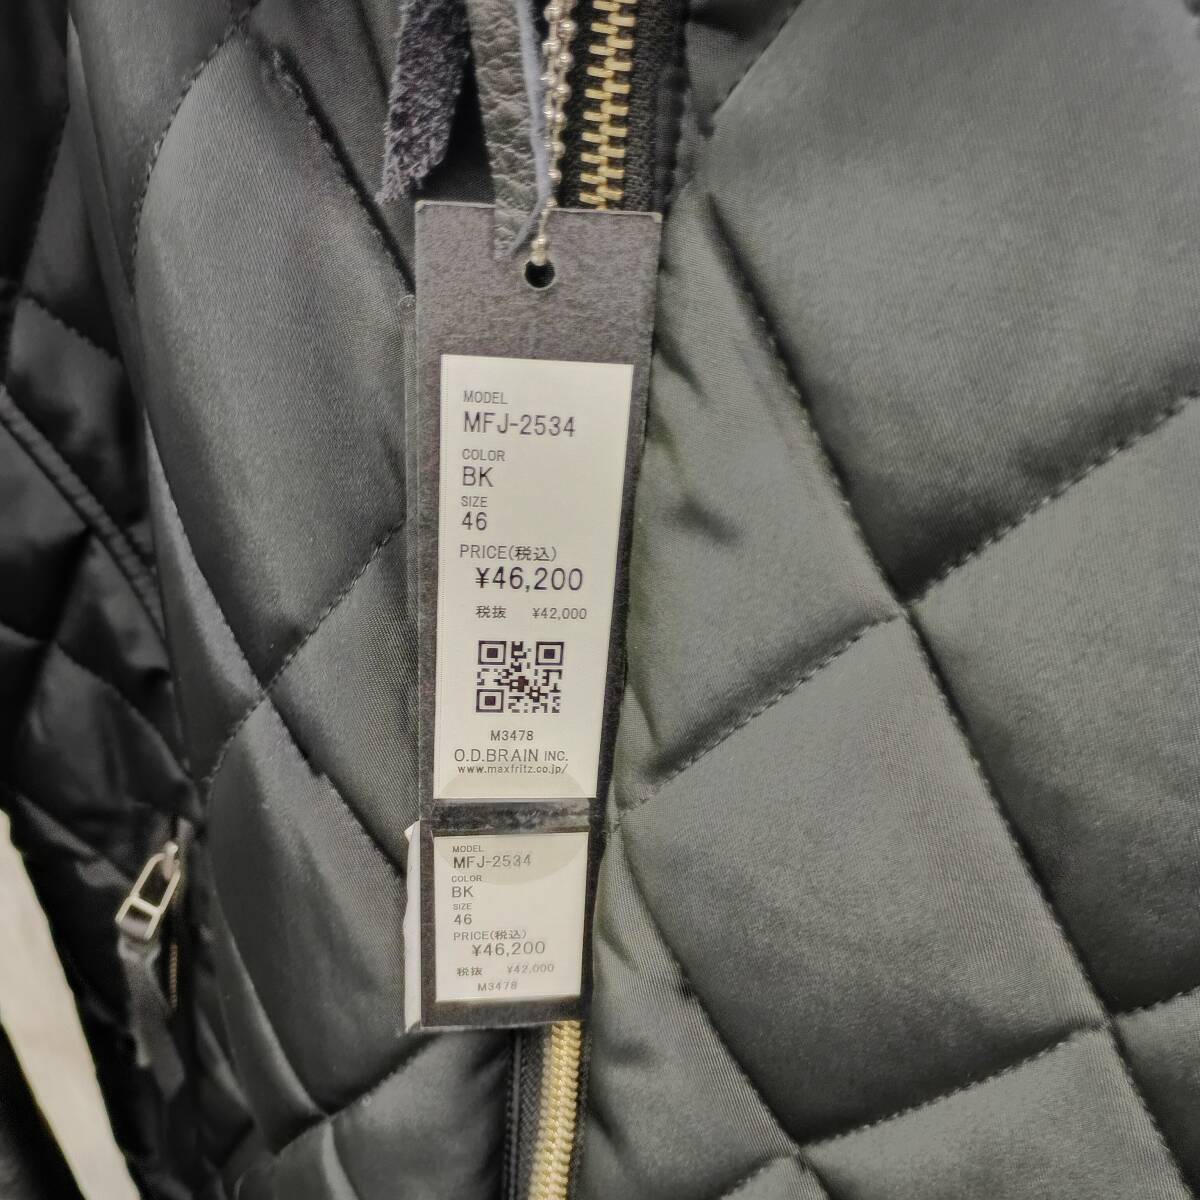 MODEL
MFJ-2534
COLOR
BK
SIZE
46
PRICE(税込)
¥46,200
税抜 ¥42,000
M3478
O.D.BRAIN INC.
www.maxfritz.co.jp/
MODEL
MFJ-2534
COLOR
BK
SIZE
46
PRICE(税込)
¥46,200
税抜 ¥42,000
M3478